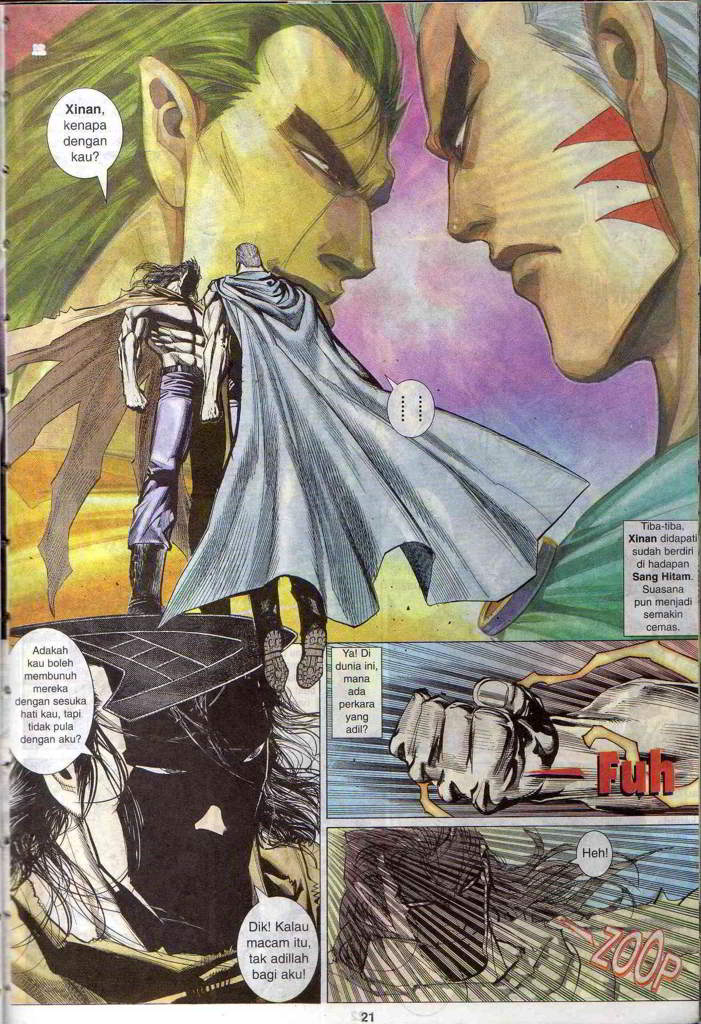 Xinan,
kenapa
dengan
kau?
Tiba-tiba,
Xinan didapati
sudah berdiri
di hadapan
Sang Hitam.
Suasana
pun menjadi
semakin
cemas.
Adakah
kau boleh
membunuh
mereka
dengan sesuka
hati kau, tapi
tidak pula
dengan aku?
Dik! Kalau
macam itu,
tak adillah
bagi aku!
Ya! Di
dunia ini,
mana
ada
perkara
yang
adil?
Fuh
Heh!
ZOOP
21